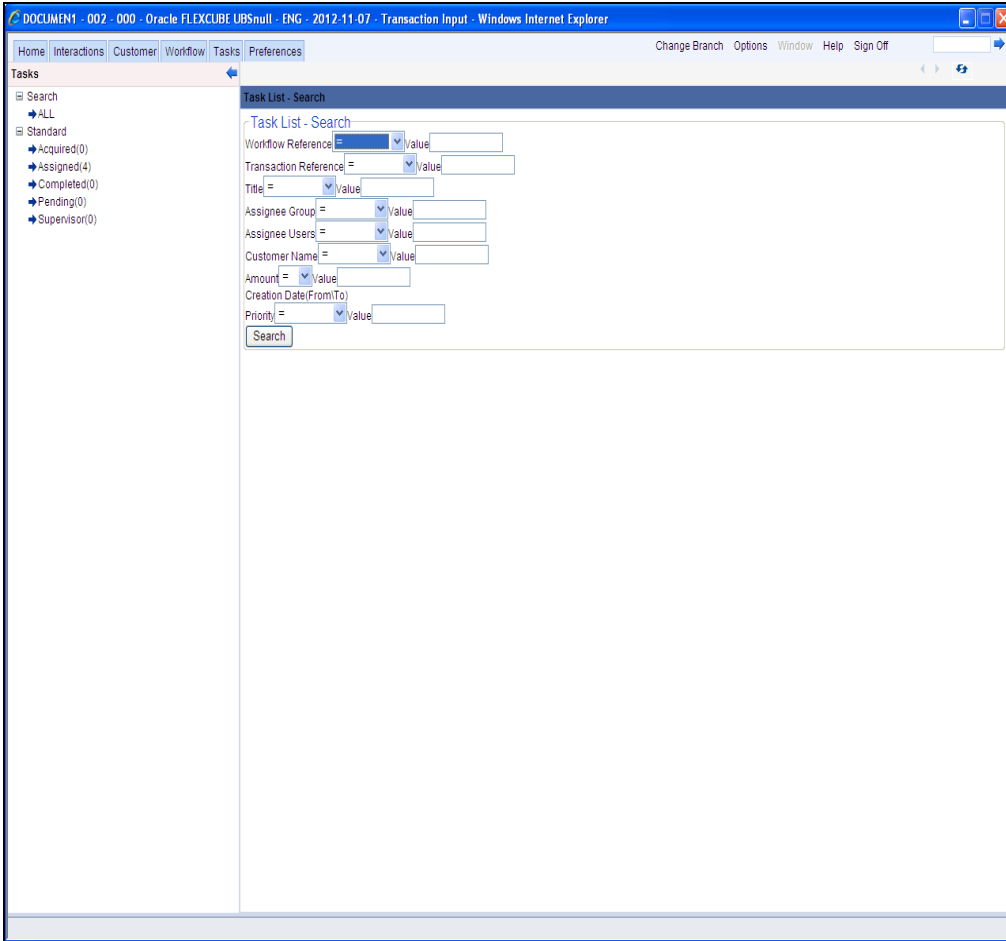 DOCUMEN1 - 002 - 000 - Oracle FLEXCUBE UBSnull - ENG - 2012-11-07 - Transaction Input - Windows Internet Explorer
Home Interactions Customer Workflow Tasks Preferences Change Branch Options Window Help Sign Off
Tasks
Search
ALL
Standard
Acquired(0)
Assigned(4)
Completed(0)
Pending(0)
Supervisor(0)
Task List - Search
Task List - Search
Workflow Reference = Value
Transaction Reference = Value
Title = Value
Assignee Group = Value
Assignee Users = Value
Customer Name = Value
Amount = Value
Creation Date(From\To)
Priority = Value
Search